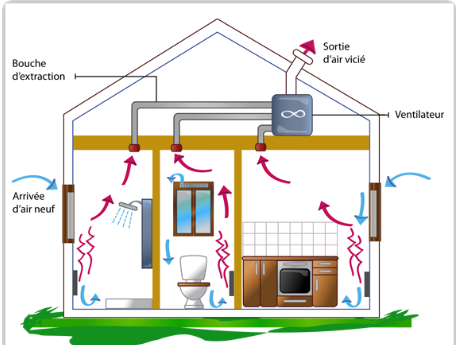 Sortie
d'air vicié
Bouche
d'extraction
Ventilateur
Arrivée
d'air neuf